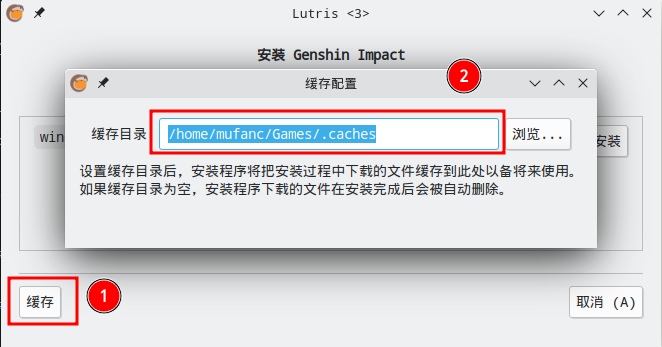 Lutris <3>
安装 Genshin Impact
缓存配置
2
win
缓存目录
/home/mufanc/Games/.caches
浏览...
安装
设置缓存目录后，安装程序将把安装过程中下载的文件缓存到此处以备将来使用。
如果缓存目录为空，安装程序下载的文件在安装完成后会被自动删除。
缓存
1
取消 (A)